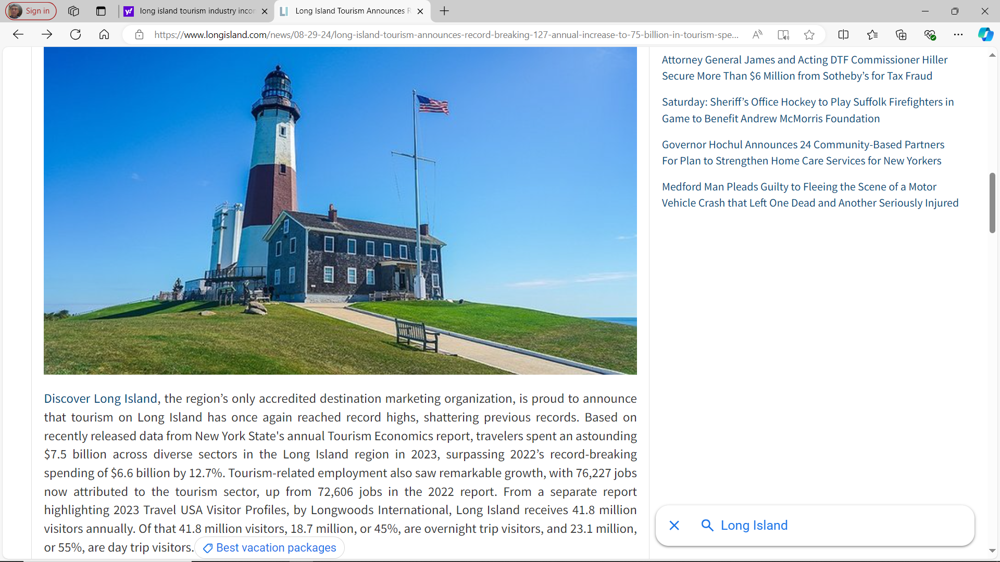 Sign in
long island tourism industry incor
Long Island Tourism Announces R
https://www.longisland.com/news/08-29-24/long-island-tourism-announces-record-breaking-127-annual-increase-to-75-billion-in-tourism-spe...
Attorney General James and Acting DTF Commissioner Hiller
Secure More Than $6 Million from Sotheby’s for Tax Fraud
Saturday: Sheriff’s Office Hockey to Play Suffolk Firefighters in
Game to Benefit Andrew McMorris Foundation
Governor Hochul Announces 24 Community-Based Partners
For Plan to Strengthen Home Care Services for New Yorkers
Medford Man Pleads Guilty to Fleeing the Scene of a Motor
Vehicle Crash that Left One Dead and Another Seriously Injured
Discover Long Island, the region’s only accredited destination marketing organization, is proud to announce
that tourism on Long Island has once again reached record highs, shattering previous records. Based on
recently released data from New York State's annual Tourism Economics report, travelers spent an astounding
$7.5 billion across diverse sectors in the Long Island region in 2023, surpassing 2022’s record-breaking
spending of $6.6 billion by 12.7%. Tourism-related employment also saw remarkable growth, with 76,227 jobs
now attributed to the tourism sector, up from 72,606 jobs in the 2022 report. From a separate report
highlighting 2023 Travel USA Visitor Profiles, by Longwoods International, Long Island receives 41.8 million
visitors annually. Of that 41.8 million visitors, 18.7 million, or 45%, are overnight trip visitors, and 23.1 million,
or 55%, are day trip visitors.
Best vacation packages
Long Island